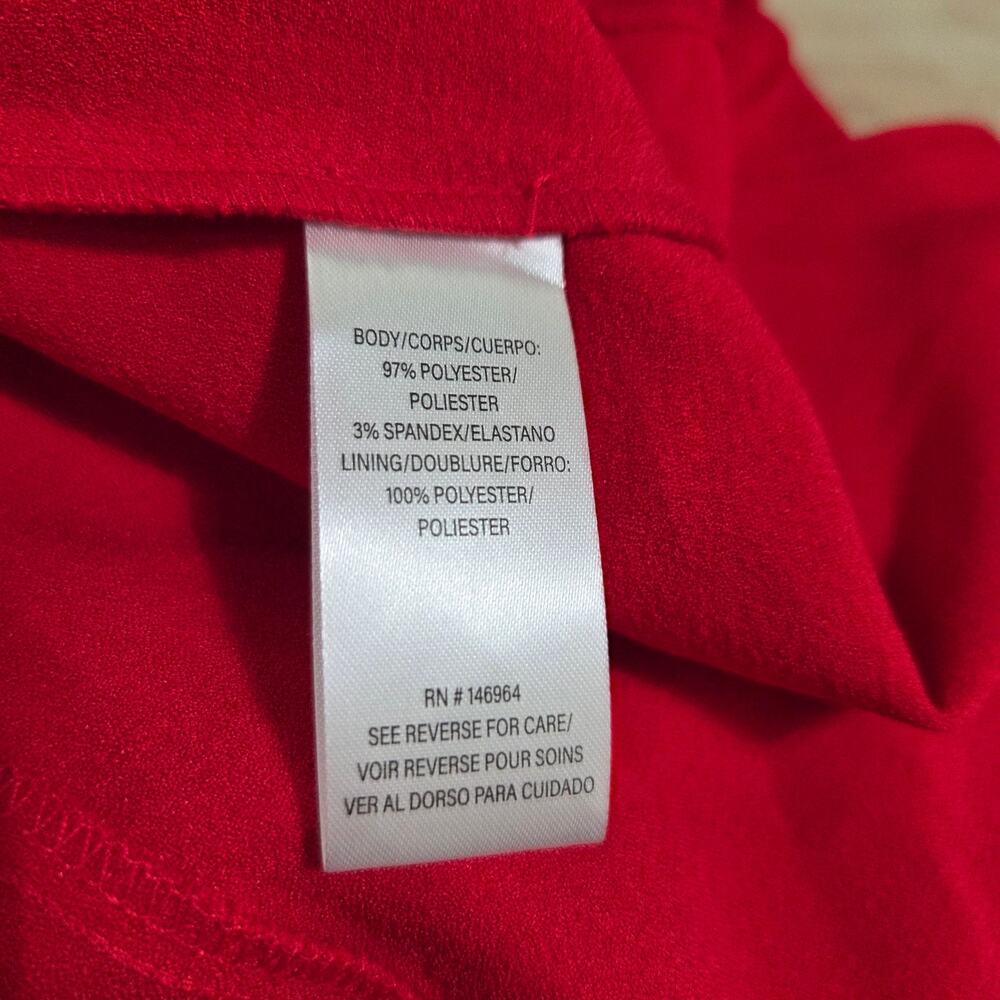 BODY/CORPS/CUERPO:
97% POLYESTER/
POLIESTER
3% SPANDEX/ELASTANO
LINING/DOUBLURE/FORRO:
100% POLYESTER/
POLIESTER
RN # 146964
SEE REVERSE FOR CARE/
VOIR REVERSE POUR SOINS
VER AL DORSO PARA CUIDADO